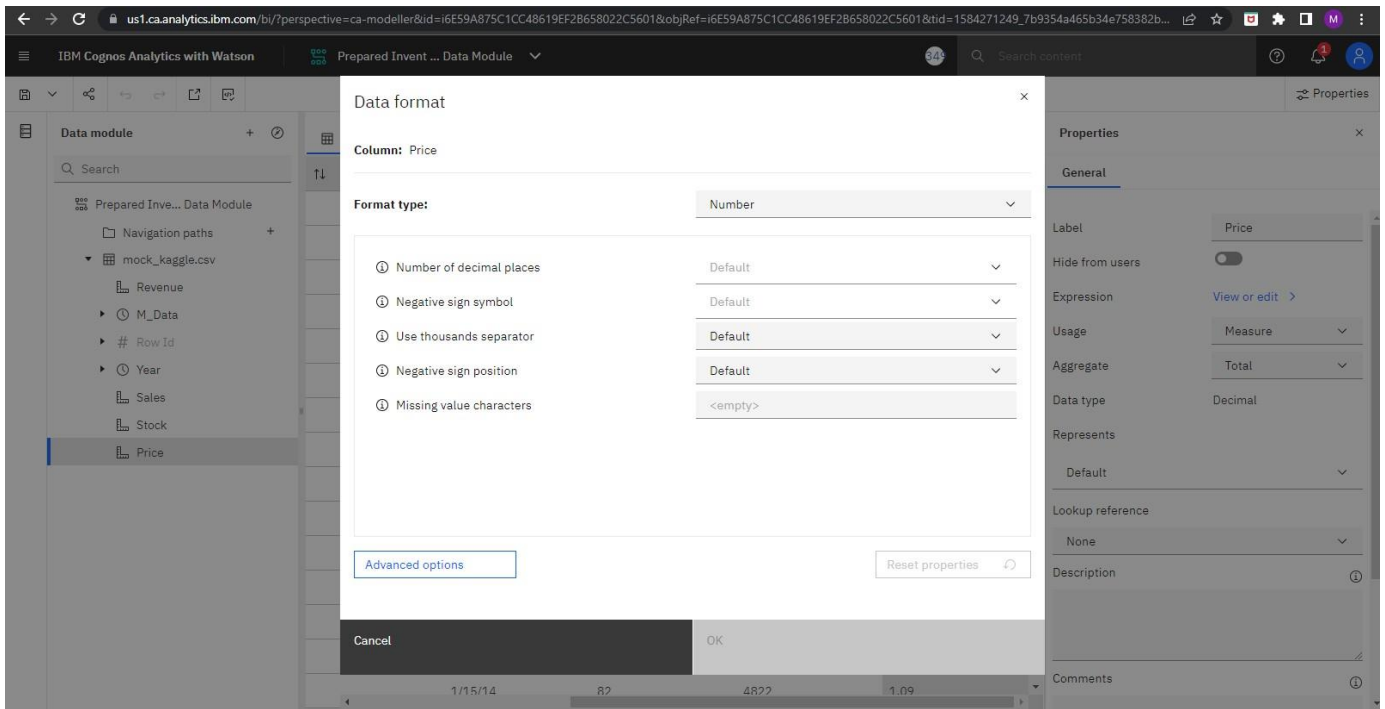 us1.ca.analytics.ibm.com/bi/?perspective=ca-modeller&id=i6E59A875C1CC48619EF2B658022C5601&objRef=i6E59A875C1CC48619EF2B658022C5601&tid=1584271249_7b9354a465b34e758382b...
M
IBM Cognos Analytics with Watson
Prepared Invent ... Data Module
349
Search content
1
Properties
Data module
Search
Prepared Inve... Data Module
Navigation paths
mock_kaggle.csv
Revenue
M_Data
# Row Id
Year
Sales
Stock
Price
Data format
Column: Price
Format type:
Number
Number of decimal places
Default
Negative sign symbol
Default
Use thousands separator
Default
Negative sign position
Default
Missing value characters
<empty>
Advanced options
Reset properties
Cancel
OK
1/15/14 82 4822 1.09
Properties
General
Label
Price
Hide from users
Expression
View or edit
Usage
Measure
Aggregate
Total
Data type
Decimal
Represents
Default
Lookup reference
None
Description
Comments